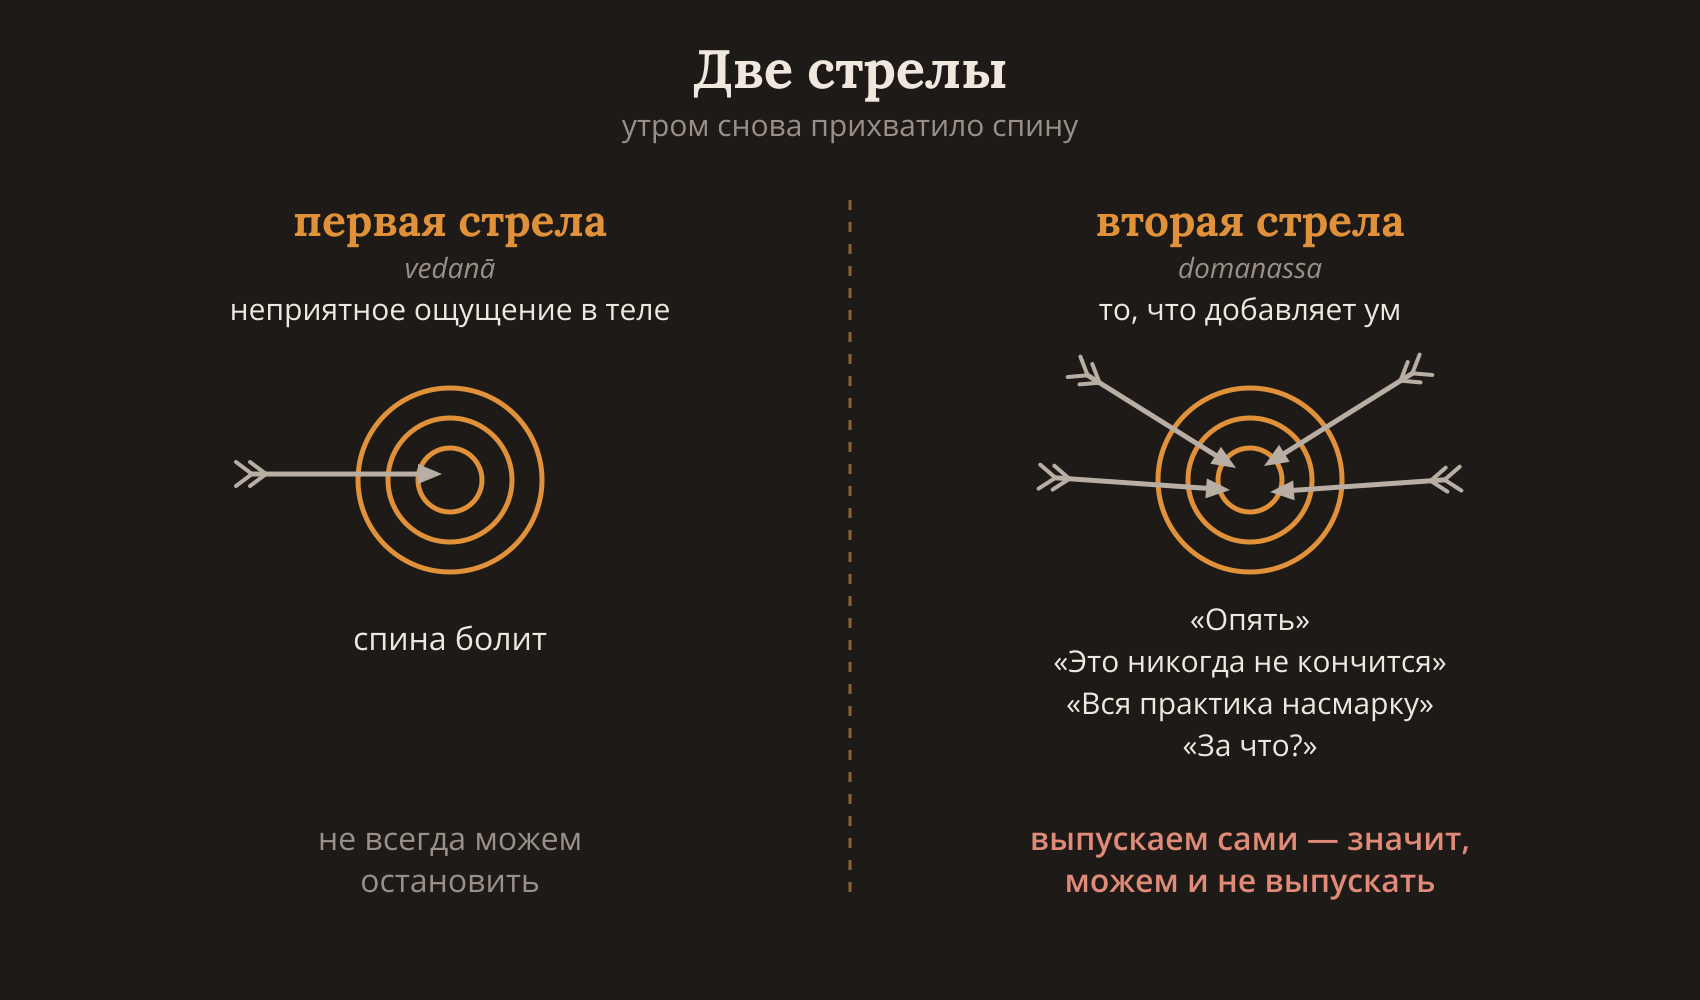 Две стрелы
утром снова прихватило спину
первая стрела
vedanā
неприятное ощущение в теле
спина болит
не всегда можем
остановить
вторая стрела
domanassa
то, что добавляет ум
«Опять»
«Это никогда не кончится»
«Вся практика насмарку»
«За что?»
выпускаем сами — значит,
можем и не выпускать